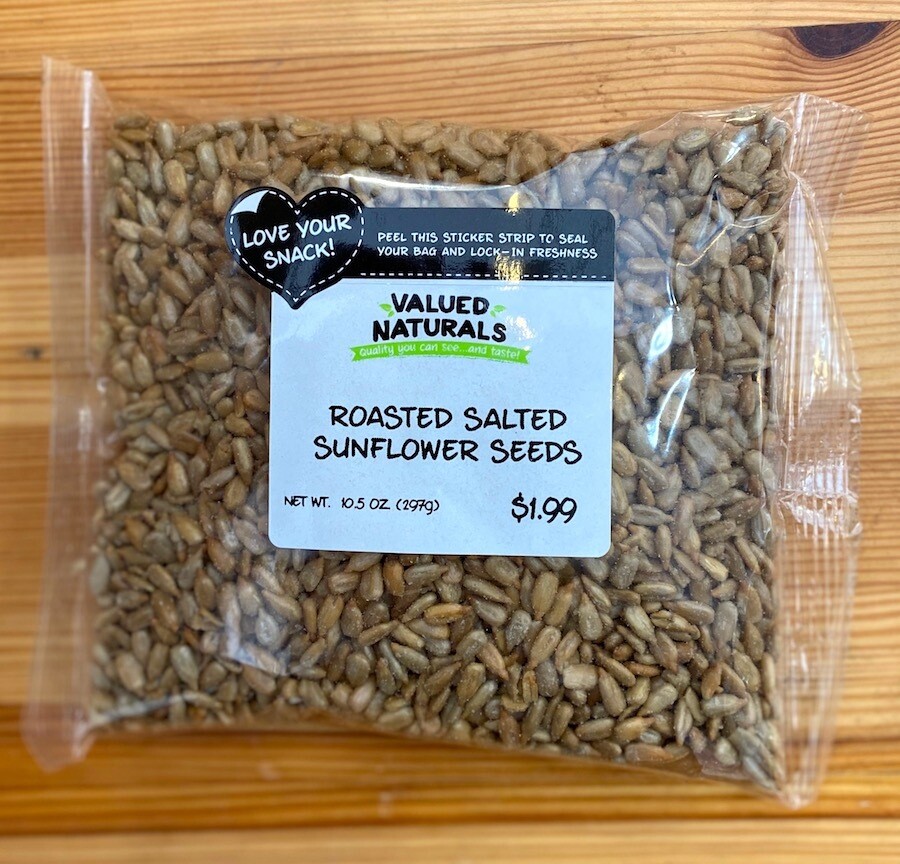 LOVE YOUR
SNACK!
PEEL THIS STICKER STRIP TO SEAL
YOUR BAG AND LOCK-IN FRESHNESS
VALUED
NATURALS
Quality you can see...and taste!
ROASTED SALTED
SUNFLOWER SEEDS
NET WT. 10.5 OZ. (297g)
$1.99